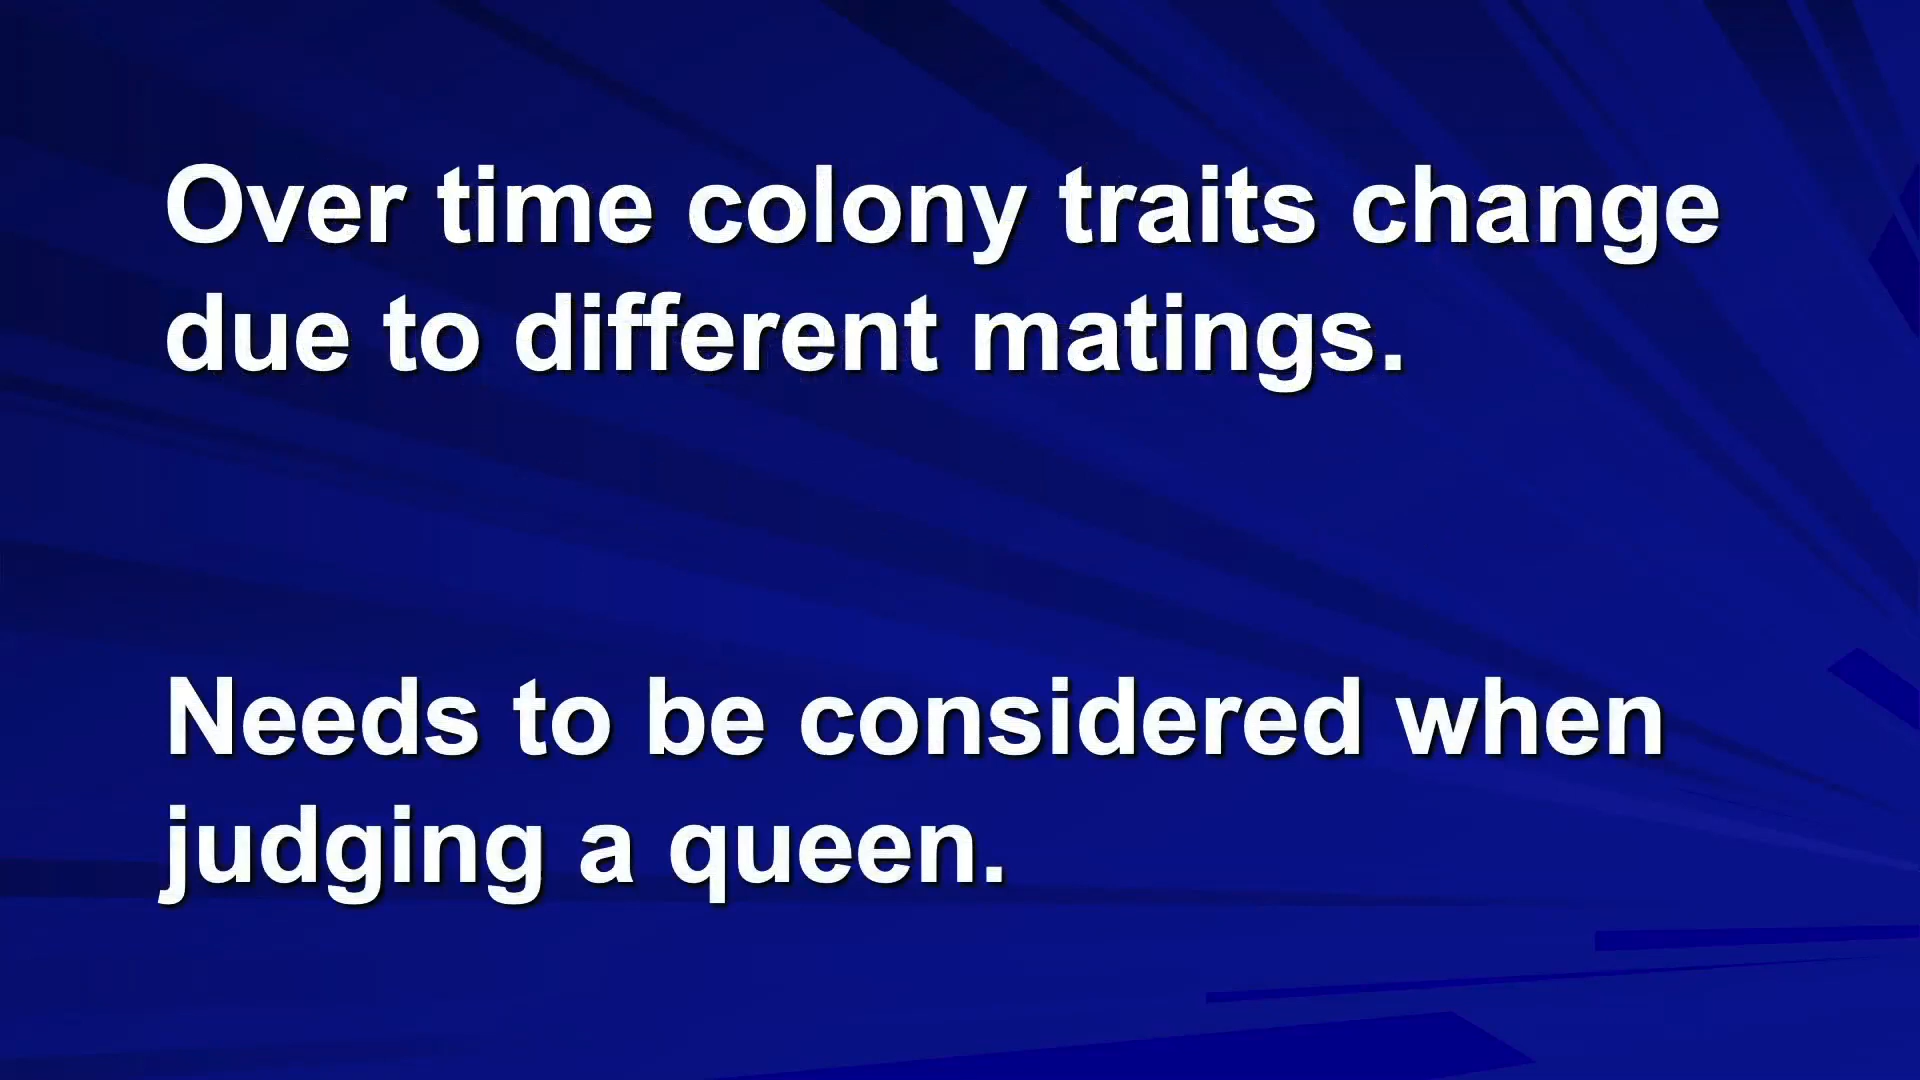 Over time colony traits change
due to different matings.
Needs to be considered when
judging a queen.